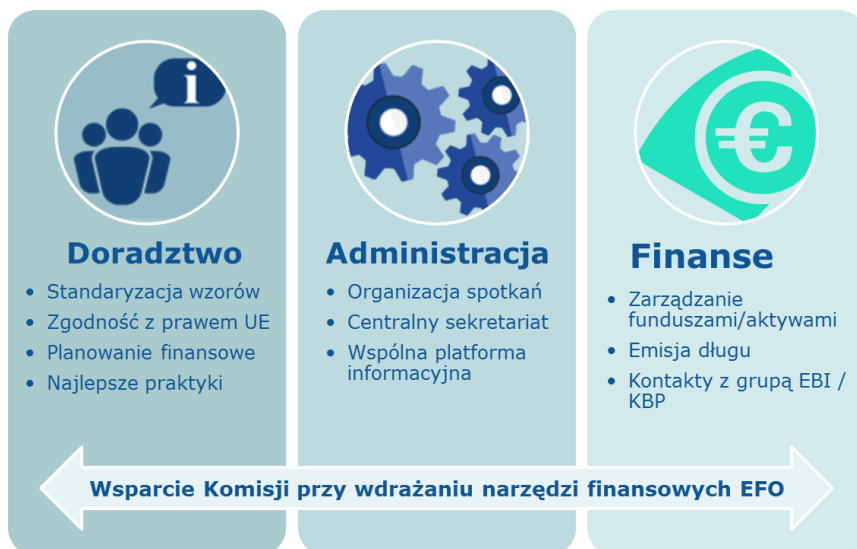 i
Doradztwo
• Standaryzacja wzorów
• Zgodność z prawem UE
• Planowanie finansowe
• Najlepsze praktyki
Administracja
• Organizacja spotkań
• Centralny sekretariat
• Wspólna platforma
informacyjna
€
Finanse
• Zarządzanie
funduszami/aktywami
• Emisja długu
• Kontakty z grupą EBI /
KBP
Wsparcie Komisji przy wdrażaniu narzędzi finansowych EFO